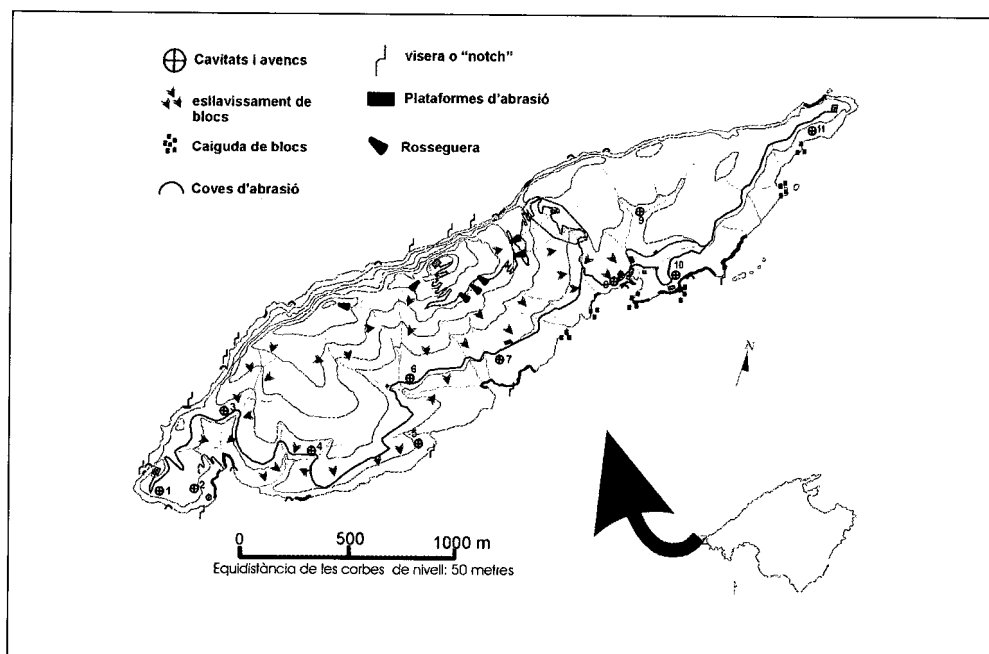 Cavitats i avencs
visera o "notch"
esllavissament de
blocs
Plataformes d'abrasió
Caiguda de blocs
Rosseguera
Coves d'abrasió
11
9
10
8
7
6
3
5
4
1
2
N
0 500 1000 m
Equidistància de les corbes de nivell: 50 metres